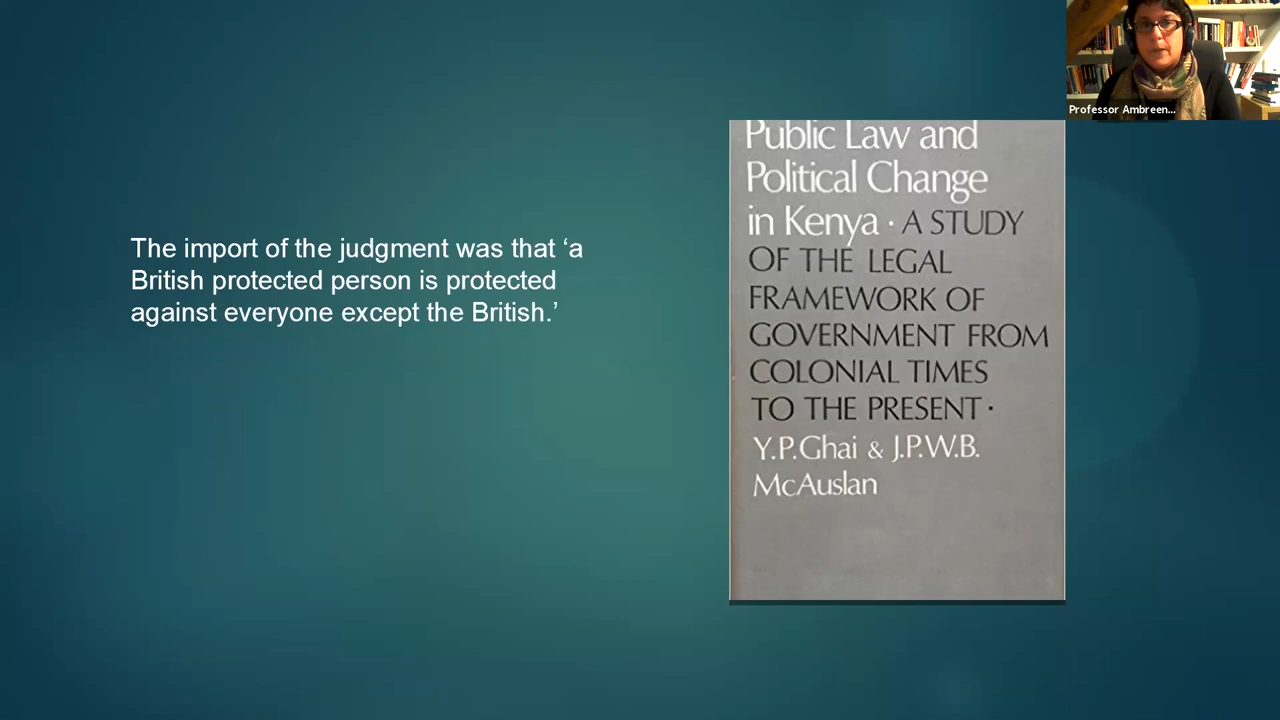 Professor Ambreen...
The import of the judgment was that ‘a
British protected person is protected
against everyone except the British.’
Public Law and
Political Change
in Kenya · A STUDY
OF THE LEGAL
FRAMEWORK OF
GOVERNMENT FROM
COLONIAL TIMES
TO THE PRESENT ·
Y.P.Ghai & J.P.W.B.
McAuslan